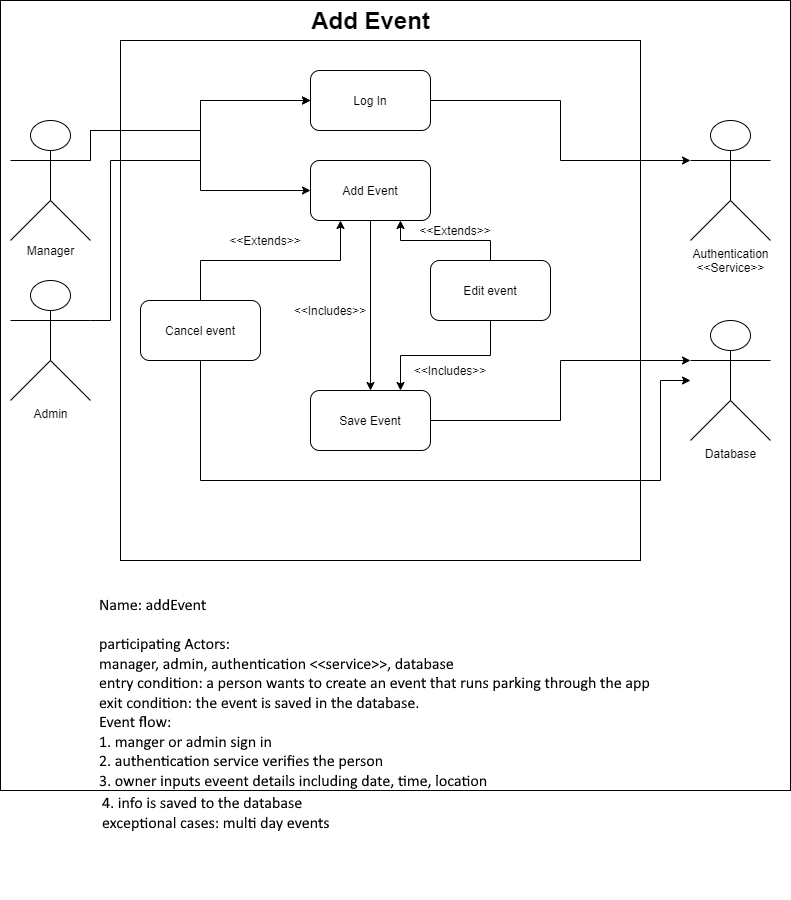 Add Event
Log In
Add Event
Manager
<<Extends>>
<<Extends>>
Authentication
<<Service>>
Edit event
<<Includes>>
Cancel event
<<Includes>>
Admin
Save Event
Database
Name: addEvent
participating Actors:
manager, admin, authentication <<service>>, database
entry condition: a person wants to create an event that runs parking through the app
exit condition: the event is saved in the database.
Event flow:
1. manger or admin sign in
2. authentication service verifies the person
3. owner inputs eveent details including date, time, location
4. info is saved to the database
exceptional cases: multi day events